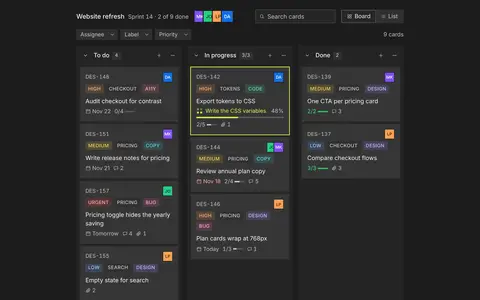 Website refresh Sprint 14 · 2 of 9 done MK JO LP DA
Search cards
Board List
Assignee Label Priority
9 cards
To do 4
DES-148 DA
HIGH CHECKOUT A11Y
Audit checkout for contrast
Nov 22 0/4
DES-151 MK
MEDIUM PRICING COPY
Write release notes for pricing
Nov 21 2
DES-157 JO
URGENT PRICING BUG
Pricing toggle hides the yearly
saving
Tomorrow 4 1
DES-155 LP
LOW SEARCH DESIGN
Empty state for search
2
In progress 3/3
DES-142 DA
HIGH TOKENS CODE
Export tokens to CSS
Write the CSS variables 48%
2/5 1
DES-144 MK
MEDIUM PRICING COPY
Review annual plan copy
Nov 18 2/4 5
DES-146 LP
HIGH PRICING DESIGN
BUG
Plan cards wrap at 768px
Today 1/3 1
Done 2
DES-139 MK
MEDIUM PRICING DESIGN
One CTA per pricing card
2/2 3
DES-137 LP
LOW CHECKOUT DESIGN
Compare checkout flows
3/3 3